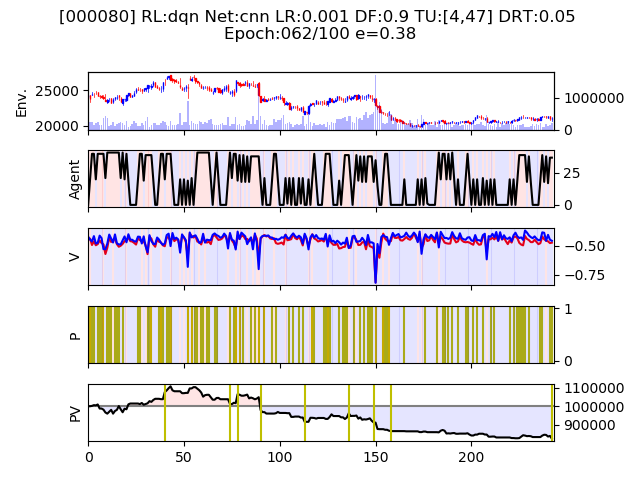 [000080] RL:dqn Net:cnn LR:0.001 DF:0.9 TU:[4,47] DRT:0.05
Epoch:062/100 e=0.38
Env.
25000
20000
1000000
0
Agent
25
0
V
−0.50
−0.75
P
1
0
PV
1100000
1000000
900000
0
50
100
150
200